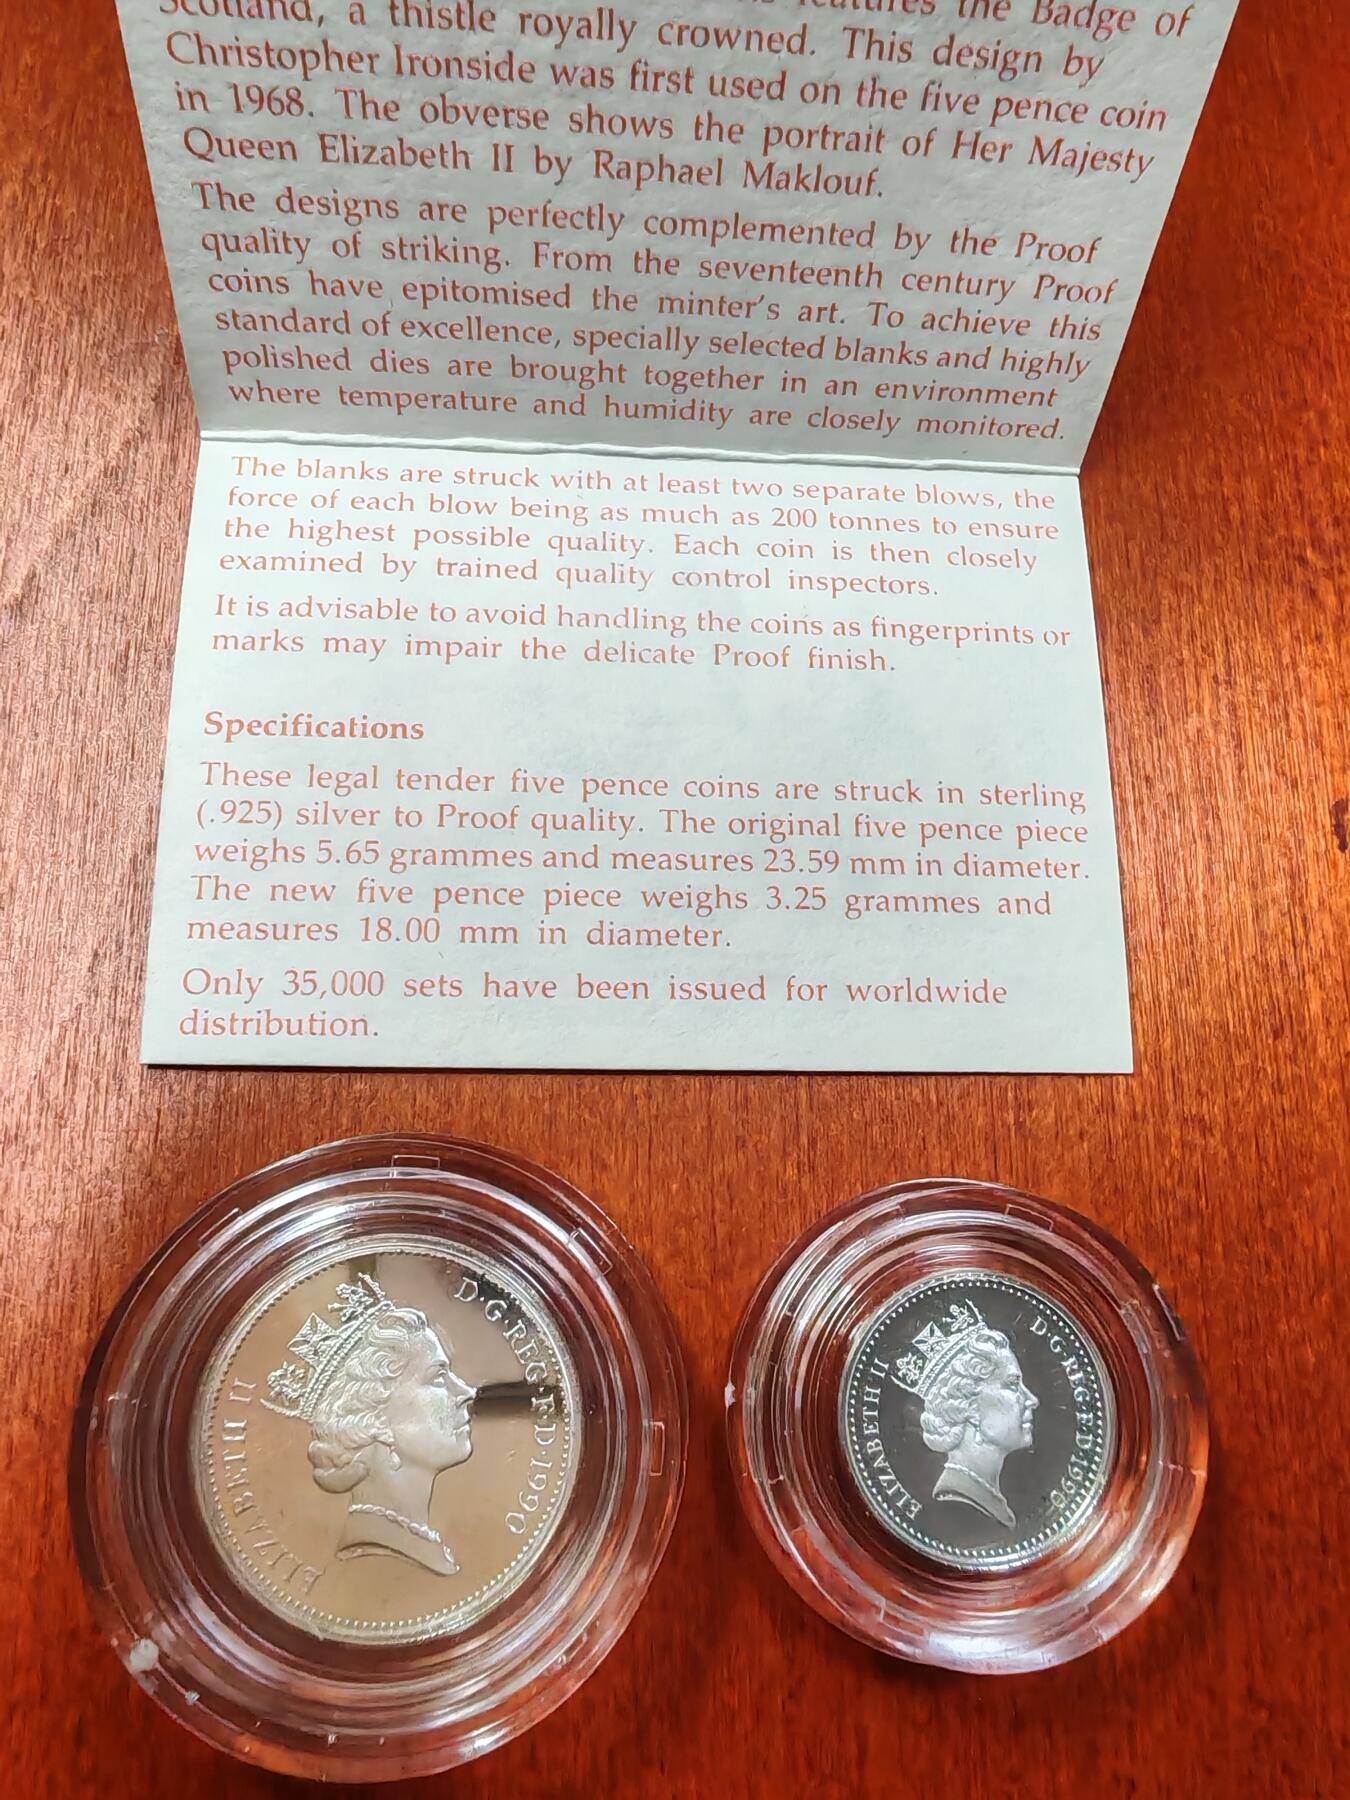 Scotland, a thistle royally crowned. This design by
features the Badge of
Christopher Ironside was first used on the five pence coin
in 1968. The obverse shows the portrait of Her Majesty
Queen Elizabeth II by Raphael Maklouf.
The designs are perfectly complemented by the Proof
quality of striking. From the seventeenth century Proof
coins have epitomised the minter's art. To achieve this
standard of excellence, specially selected blanks and highly
polished dies are brought together in an environment
where temperature and humidity are closely monitored.
The blanks are struck with at least two separate blows, the
force of each blow being as much as 200 tonnes to ensure
the highest possible quality. Each coin is then closely
examined by trained quality control inspectors.
It is advisable to avoid handling the coins as fingerprints or
marks may impair the delicate Proof finish.
Specifications
These legal tender five pence coins are struck in sterling
(.925) silver to Proof quality. The original five pence piece
weighs 5.65 grammes and measures 23.59 mm in diameter.
The new five pence piece weighs 3.25 grammes and
measures 18.00 mm in diameter.
Only 35,000 sets have been issued for worldwide
distribution.
ELIZABETH II
D·G·REG·F·D·1990
ELIZABETH II
D·G·REG·F·D·1990